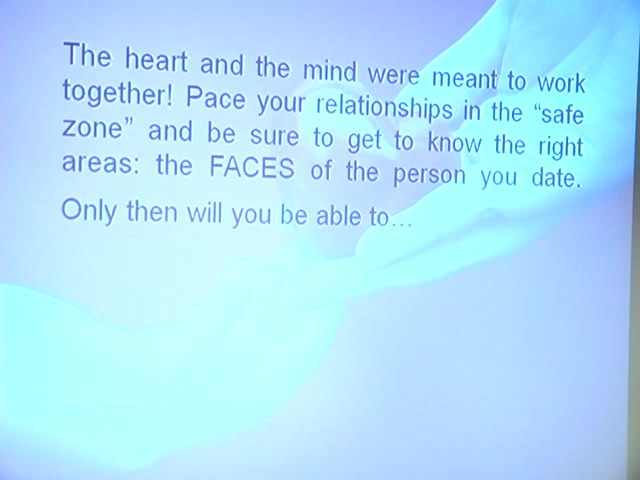 The heart and the mind were meant to work
together! Pace your relationships in the “safe
zone” and be sure to get to know the right
areas: the FACES of the person you date.
Only then will you be able to…